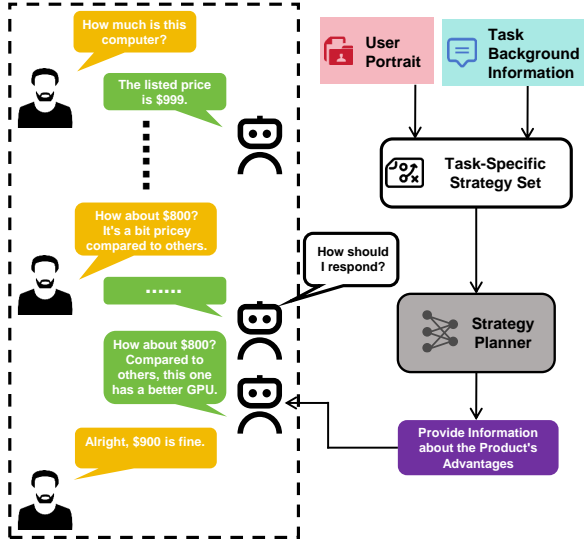 How much is this
computer?
The listed price
is $999.
How about $800?
It's a bit pricey
compared to others.
......
How should
I respond?
How about $800?
Compared to
others, this one
has a better GPU.
Alright, $900 is fine.
User
Portrait
Task
Background
Information
Task-Specific
Strategy Set
Strategy
Planner
Provide Information
about the Product's
Advantages